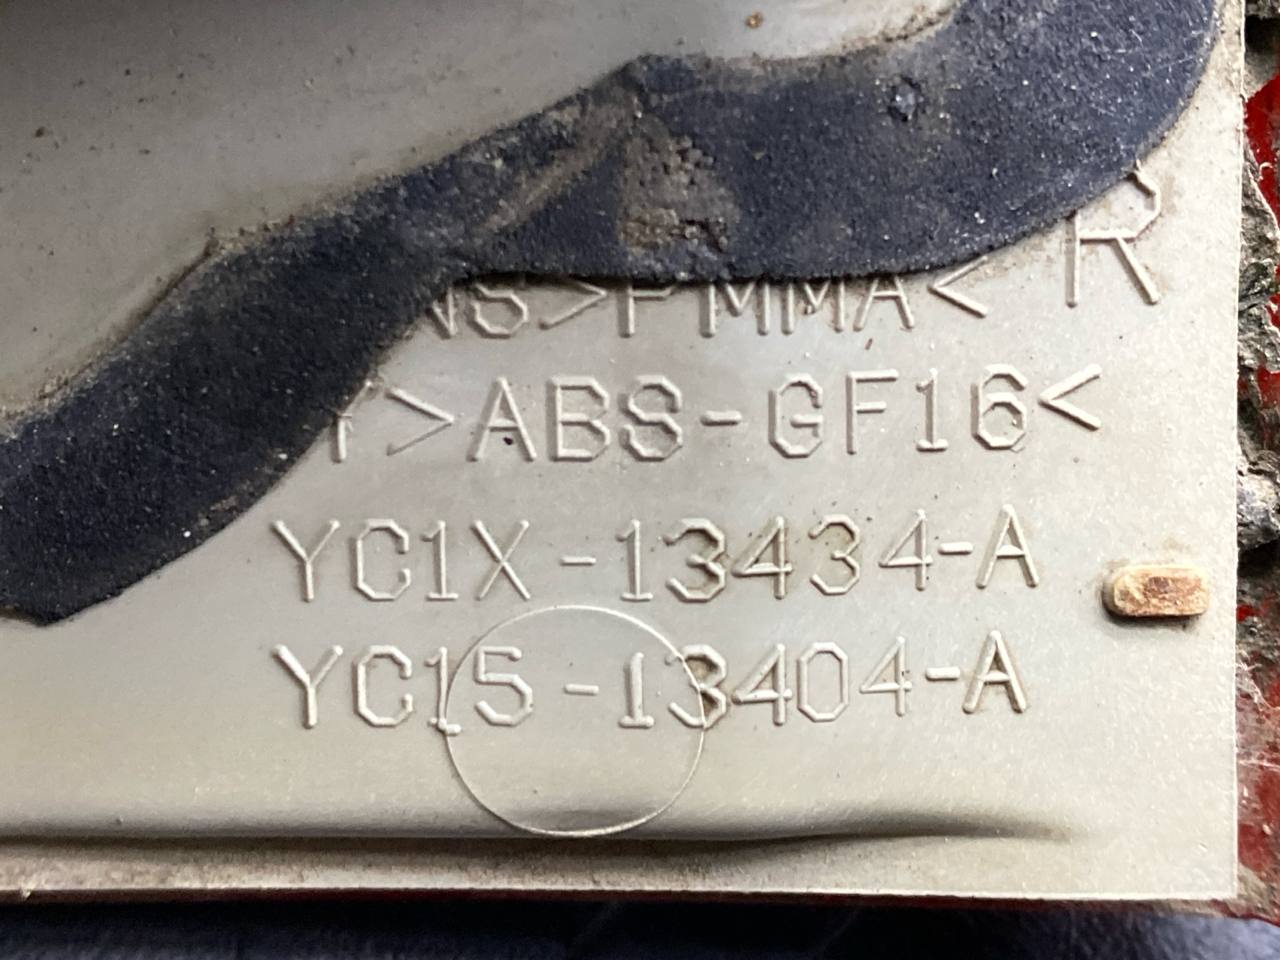 R
>PMMA<
>ABS-GF16<
YC1X-13434-A
YC15-13404-A